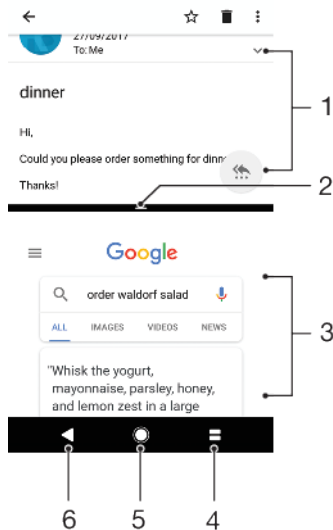 27/09/2017
To: Me
dinner
1
Hi,
Could you please order something for dinn
Thanks!
2
Google
order waldorf salad
ALL IMAGES VIDEOS NEWS
3
"Whisk the yogurt,
mayonnaise, parsley, honey,
and lemon zest in a large
6 5 4